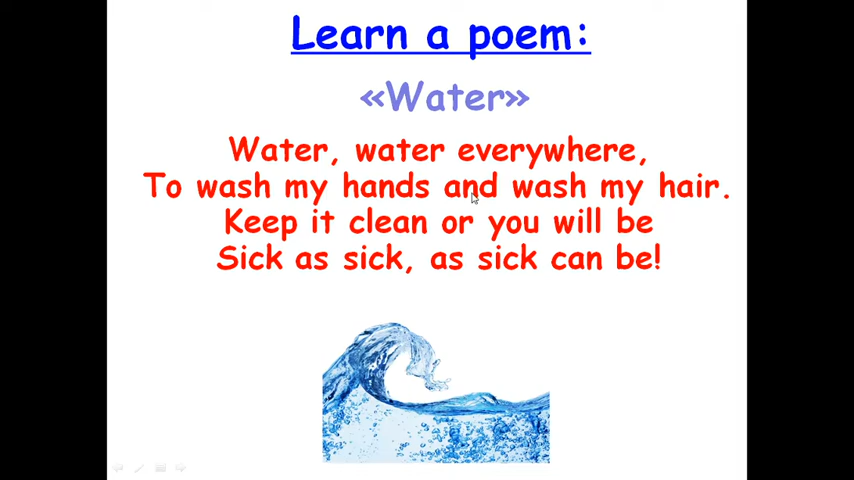 Learn a poem:
«Water»
Water, water everywhere,
To wash my hands and wash my hair.
Keep it clean or you will be
Sick as sick, as sick can be!